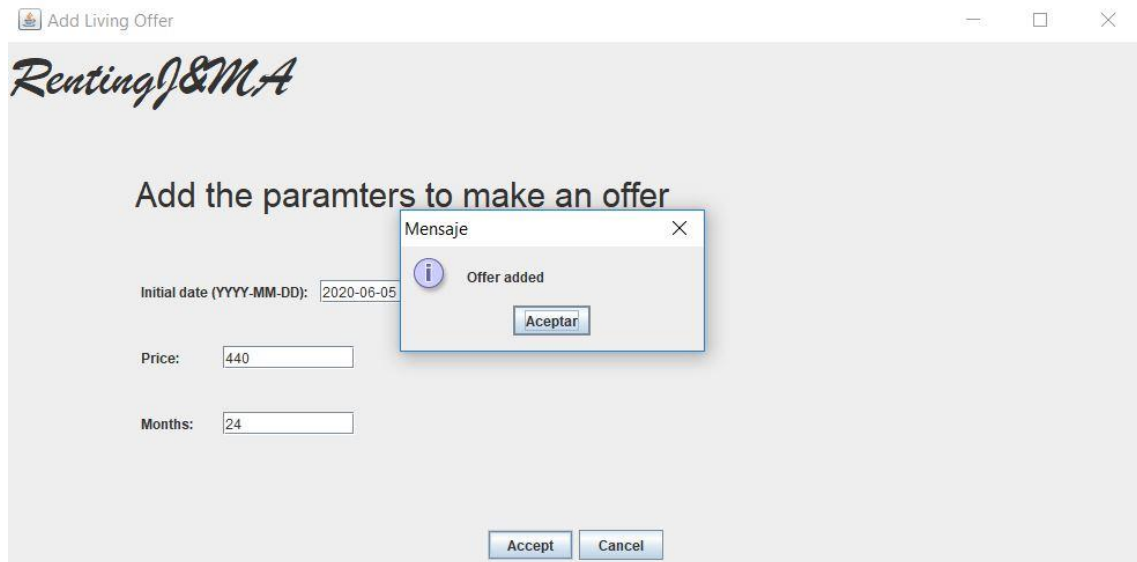 Add Living Offer
RentingJ&MA
Add the paramters to make an offer
Mensaje
Offer added
Aceptar
Initial date (YYYY-MM-DD): 2020-06-05
Price: 440
Months: 24
Accept Cancel